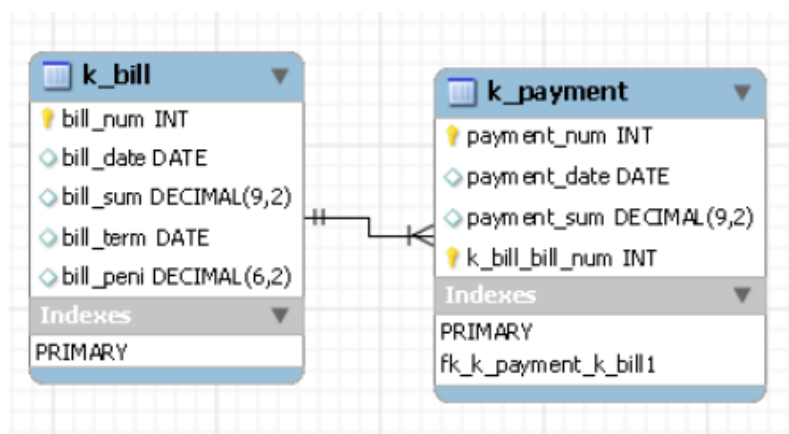 k_bill
bill_num INT
bill_date DATE
bill_sum DECIMAL(9,2)
bill_term DATE
bill_peni DECIMAL(6,2)
Indexes
PRIMARY
k_payment
payment_num INT
payment_date DATE
payment_sum DECIMAL(9,2)
k_bill_bill_num INT
Indexes
PRIMARY
fk_k_payment_k_bill1